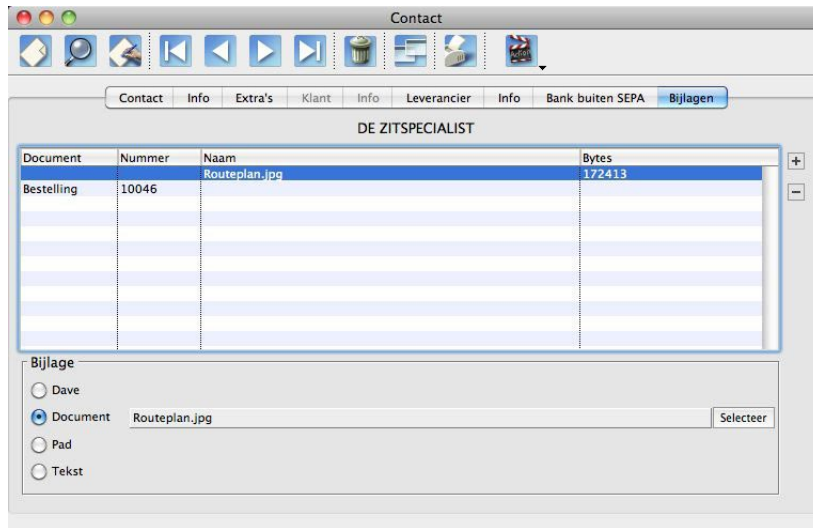 Contact
Action
Contact Info Extra's Klant Info Leverancier Info Bank buiten SEPA Bijlagen
DE ZITSPECIALIST
Document Nummer Naam Bytes
Routeplan.jpg 172413
Bestelling 10046
Bijlage
Dave
Document Routeplan.jpg Selecteer
Pad
Tekst